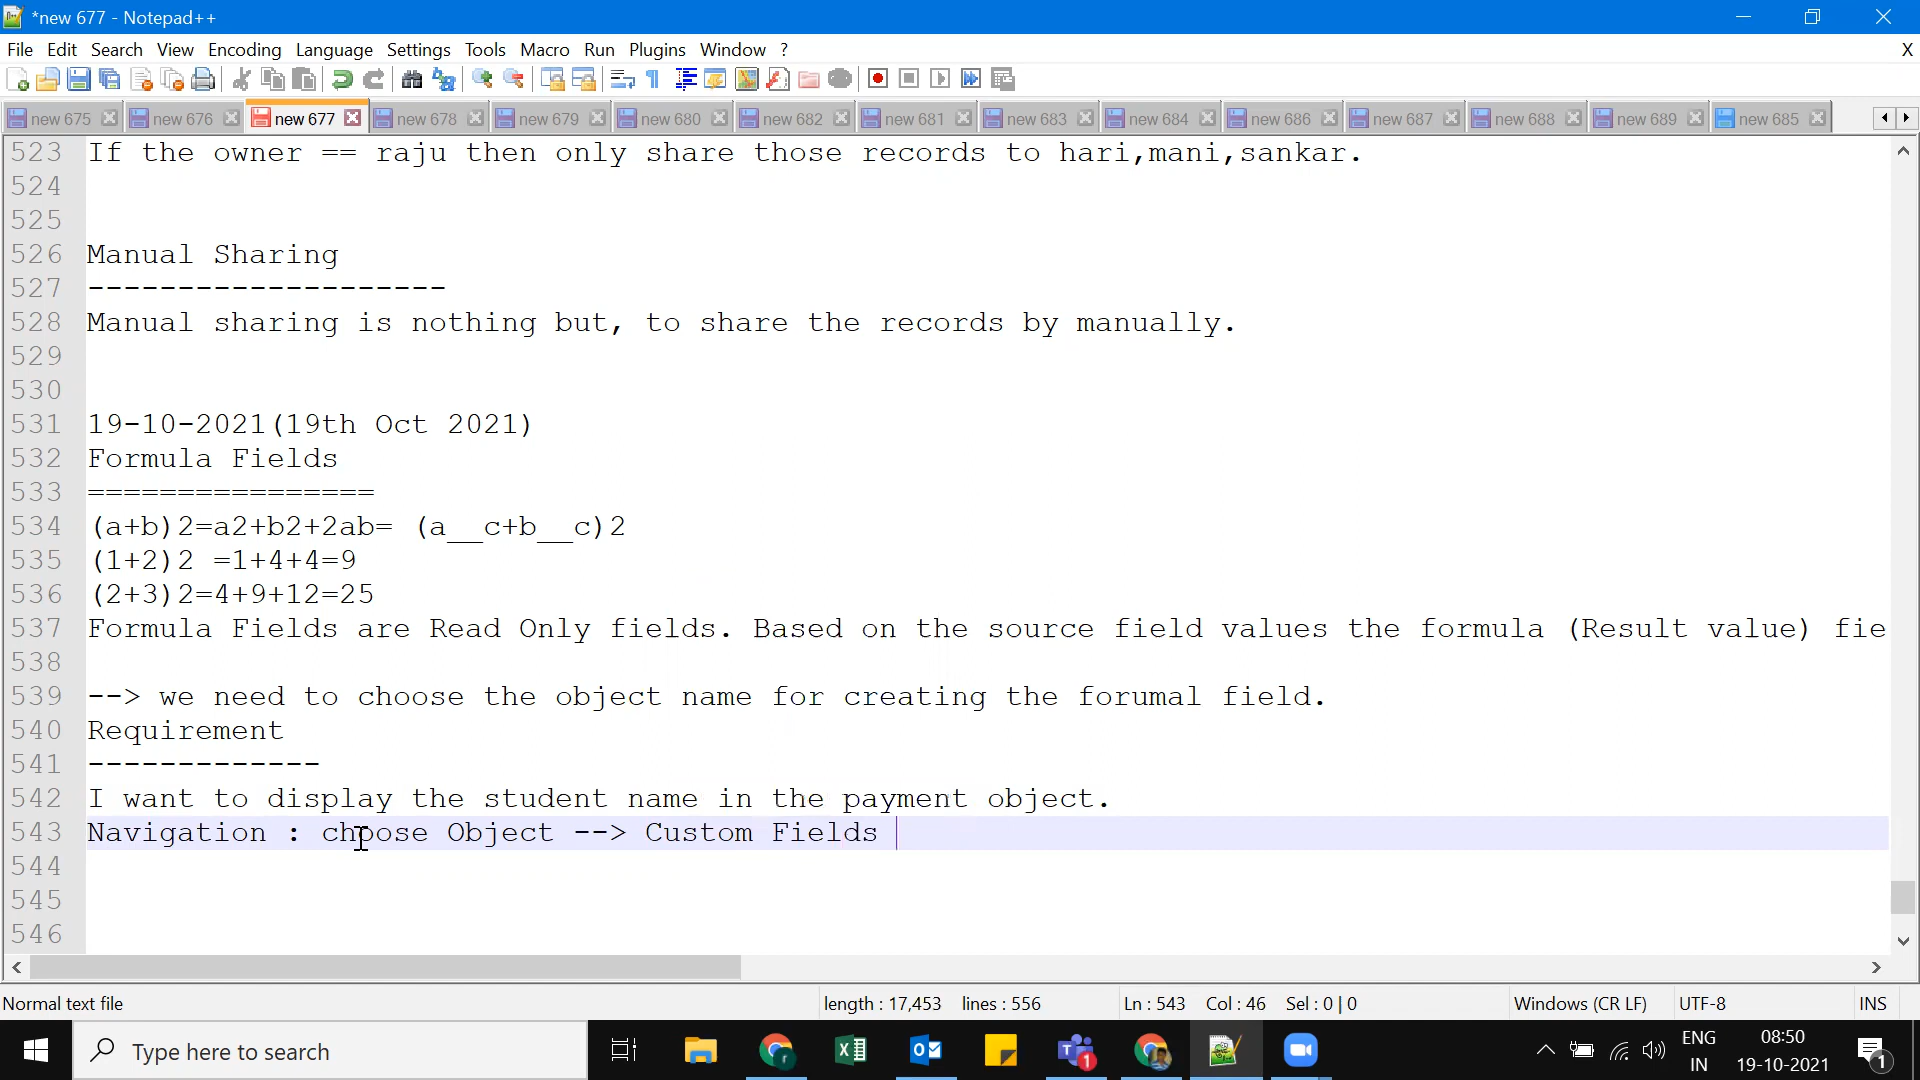 *new 677 - Notepad++
File Edit Search View Encoding Language Settings Tools Macro Run Plugins Window ? X
new 675 new 676 new 677 new 678 new 679 new 680 new 682 new 681 new 683 new 684 new 686 new 687 new 688 new 689 new 685
523 If the owner == raju then only share those records to hari,mani,sankar.
524
525
526 Manual Sharing
527 --------------------
528 Manual sharing is nothing but, to share the records by manually.
529
530
531 19-10-2021(19th Oct 2021)
532 Formula Fields
533 ================
534 (a+b)2=a2+b2+2ab= (a__c+b__c)2
535 (1+2)2 =1+4+4=9
536 (2+3)2=4+9+12=25
537 Formula Fields are Read Only fields. Based on the source field values the formula (Result value) fie
538
539 --> we need to choose the object name for creating the forumal field.
540 Requirement
541 -------------
542 I want to display the student name in the payment object.
543 Navigation : choose Object --> Custom Fields
544
545
546
Normal text file length : 17,453 lines : 556 Ln : 543 Col : 46 Sel : 0 | 0 Windows (CR LF) UTF-8 INS
Type here to search
ENG
IN
08:50
19-10-2021
1
1